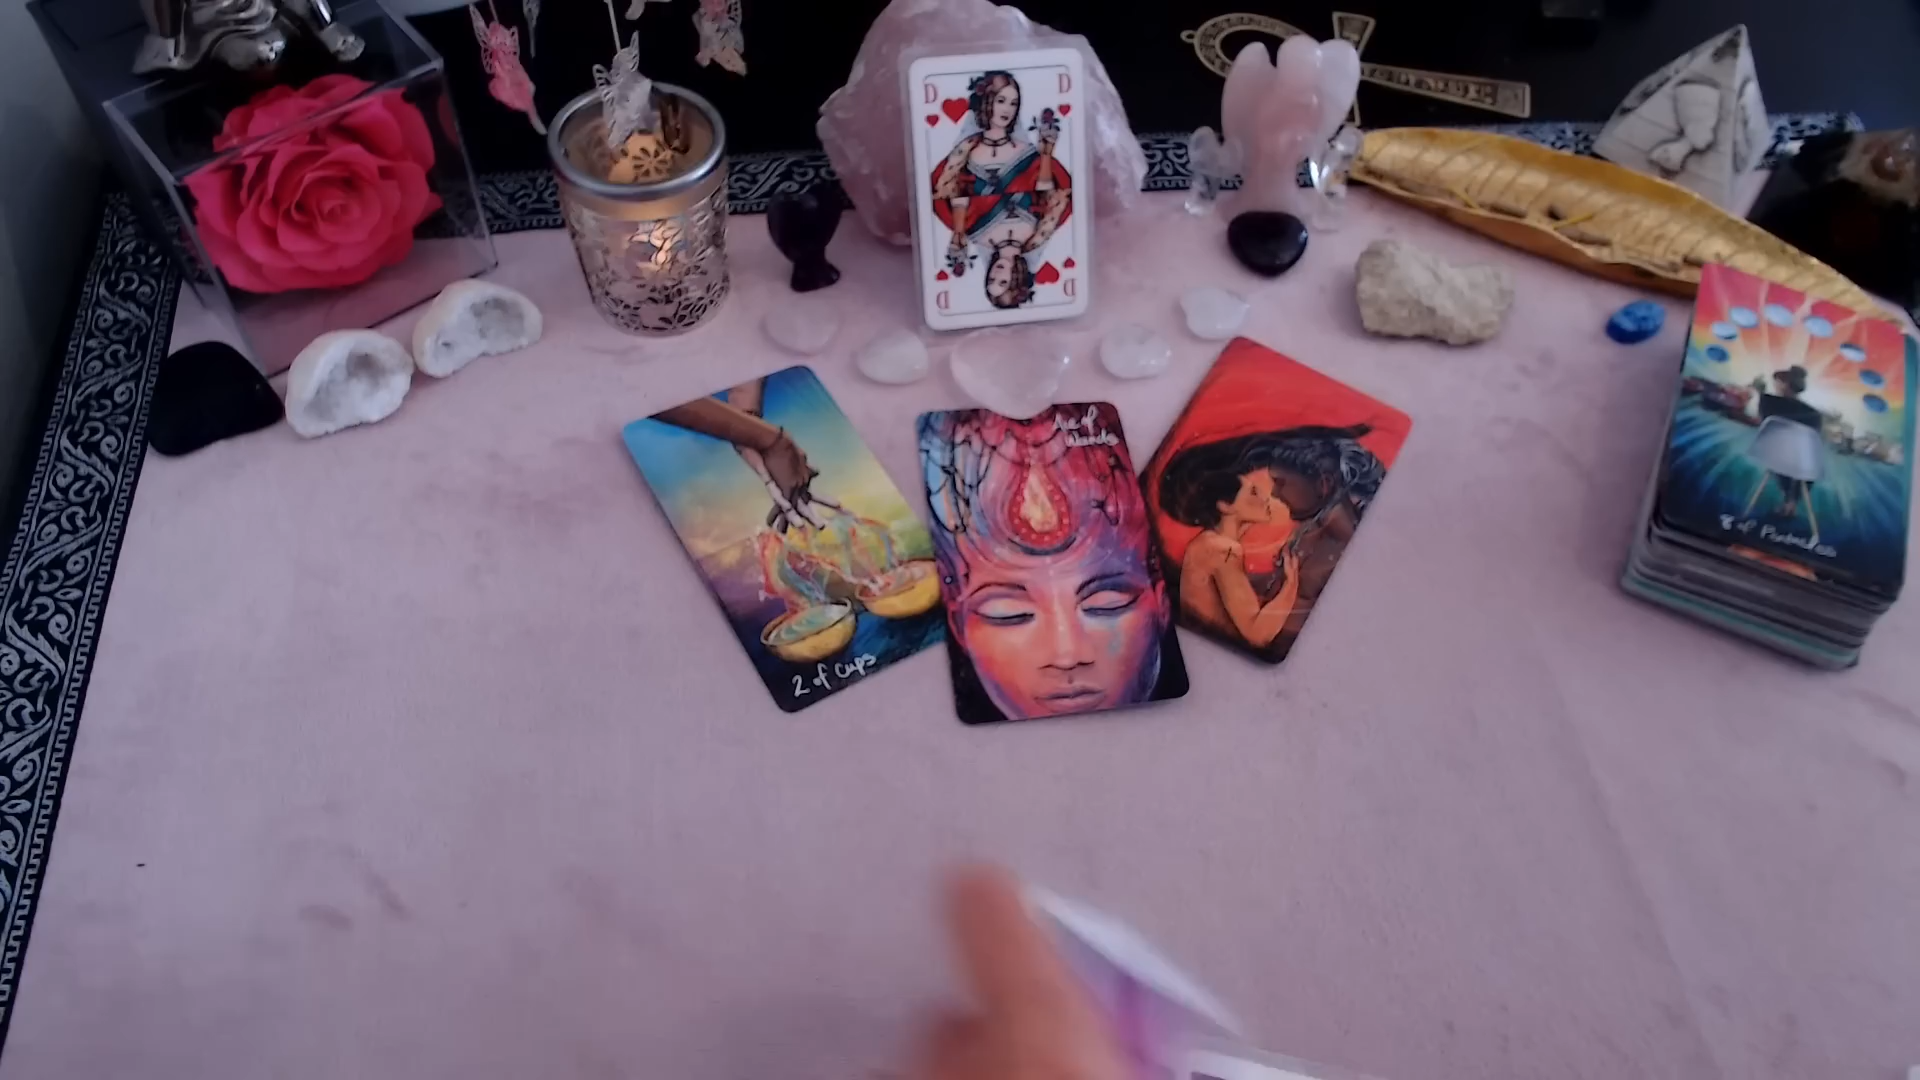 D D
D D
Ace of
Wands
2 of Cups
8 of Pentacles